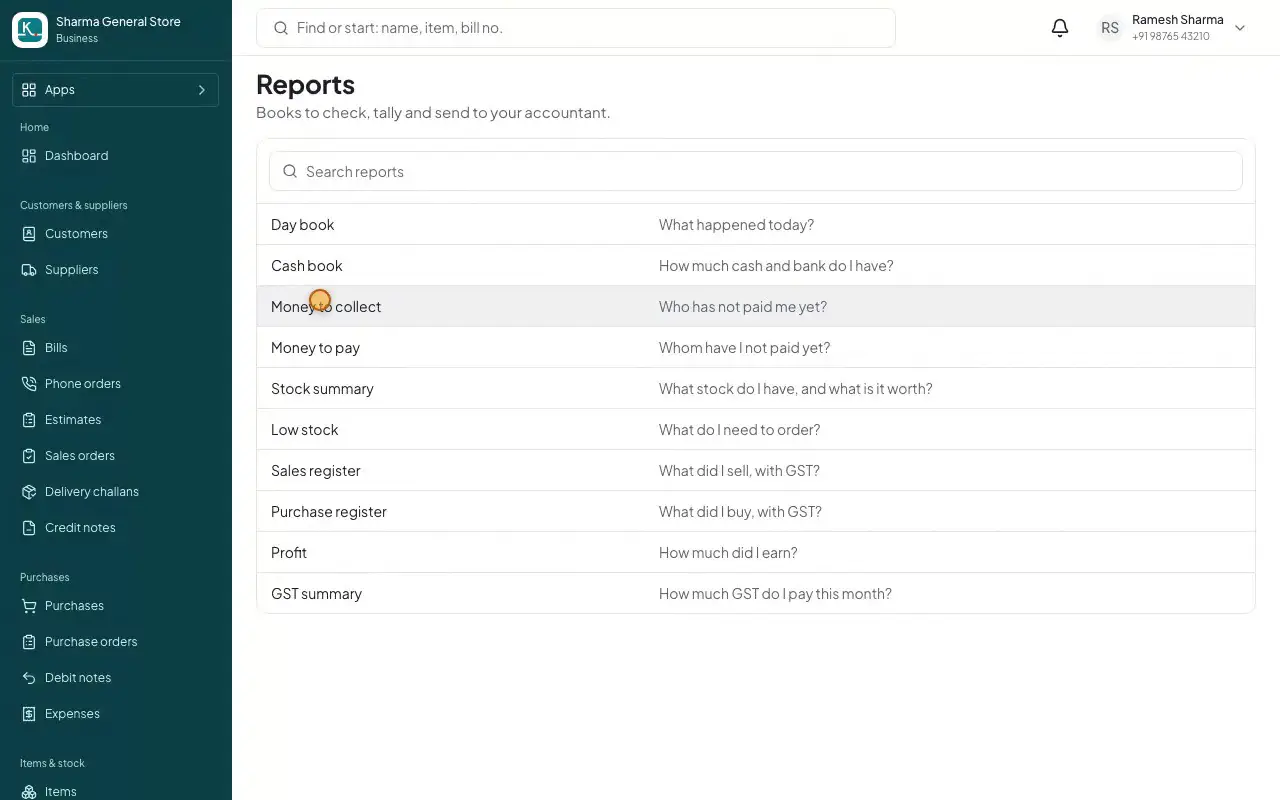 Sharma General Store
Business
Find or start: name, item, bill no.
RS
Ramesh Sharma
+91 98765 43210
Apps
Home
Dashboard
Customers & suppliers
Customers
Suppliers
Sales
Bills
Phone orders
Estimates
Sales orders
Delivery challans
Credit notes
Purchases
Purchases
Purchase orders
Debit notes
Expenses
Items & stock
Items
Reports
Books to check, tally and send to your accountant.
Search reports
Day book What happened today?
Cash book How much cash and bank do I have?
Money to collect Who has not paid me yet?
Money to pay Whom have I not paid yet?
Stock summary What stock do I have, and what is it worth?
Low stock What do I need to order?
Sales register What did I sell, with GST?
Purchase register What did I buy, with GST?
Profit How much did I earn?
GST summary How much GST do I pay this month?